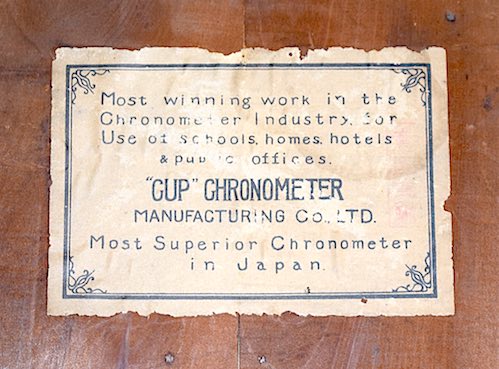 Most winning work in the
Chronometer Industry, for
Use of schools, homes, hotels
& public offices.
"CUP" CHRONOMETER
MANUFACTURING Co., LTD.
Most Superior Chronometer
in Japan.